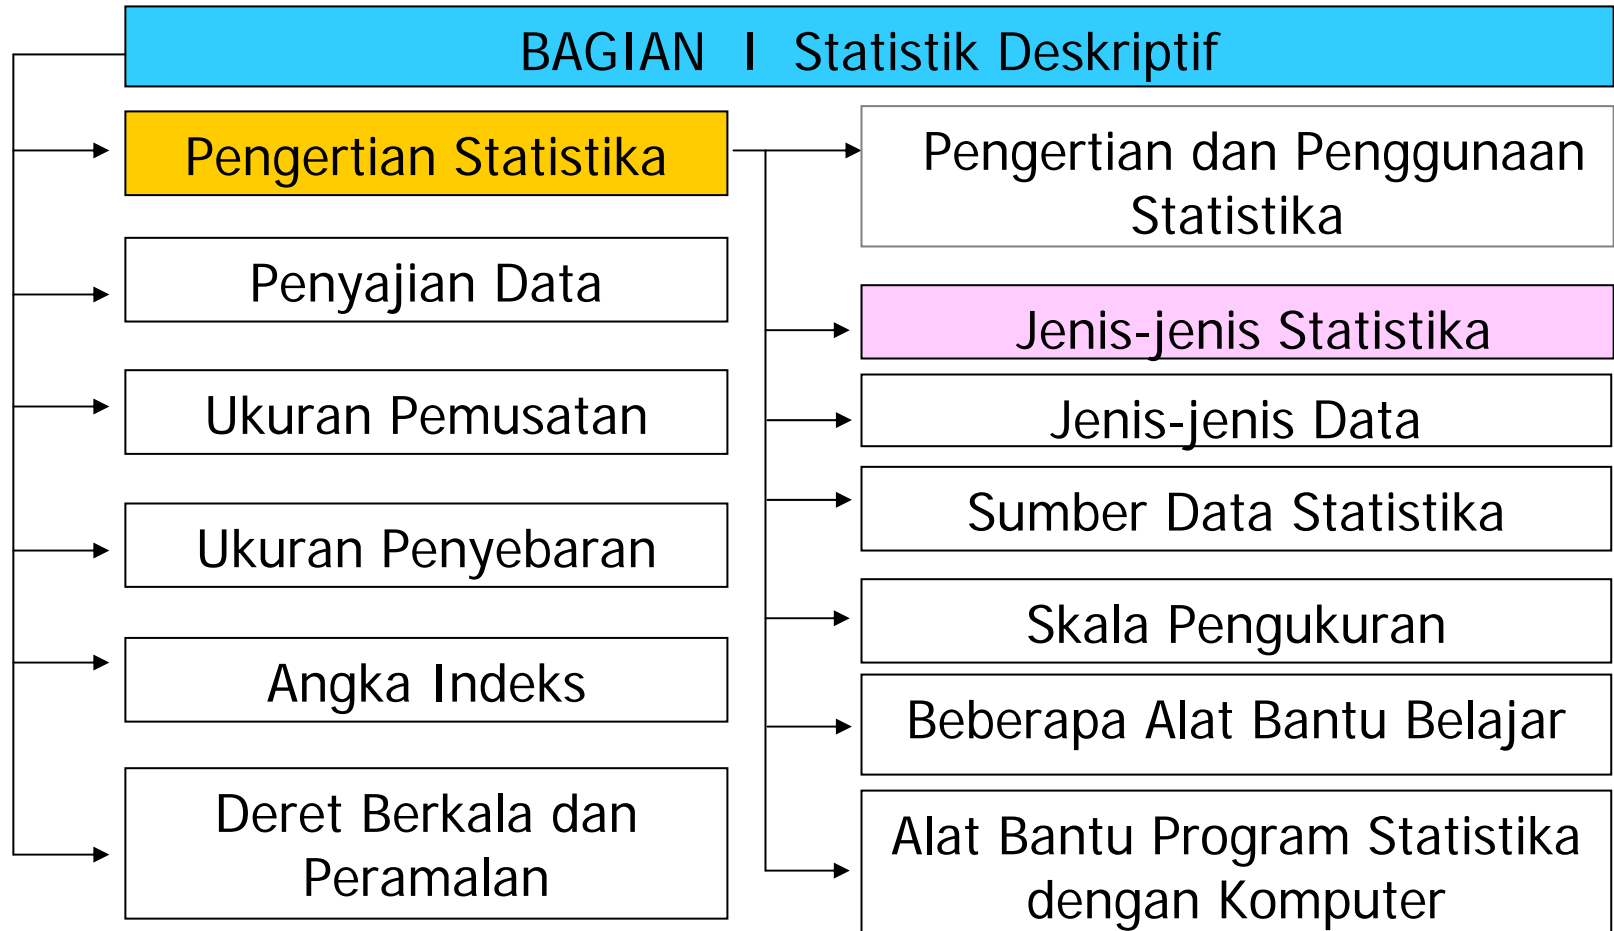 BAGIAN I Statistik Deskriptif
Pengertian Statistika
Penyajian Data
Ukuran Pemusatan
Ukuran Penyebaran
Angka Indeks
Deret Berkala dan
Peramalan
Pengertian dan Penggunaan
Statistika
Jenis-jenis Statistika
Jenis-jenis Data
Sumber Data Statistika
Skala Pengukuran
Beberapa Alat Bantu Belajar
Alat Bantu Program Statistika
dengan Komputer